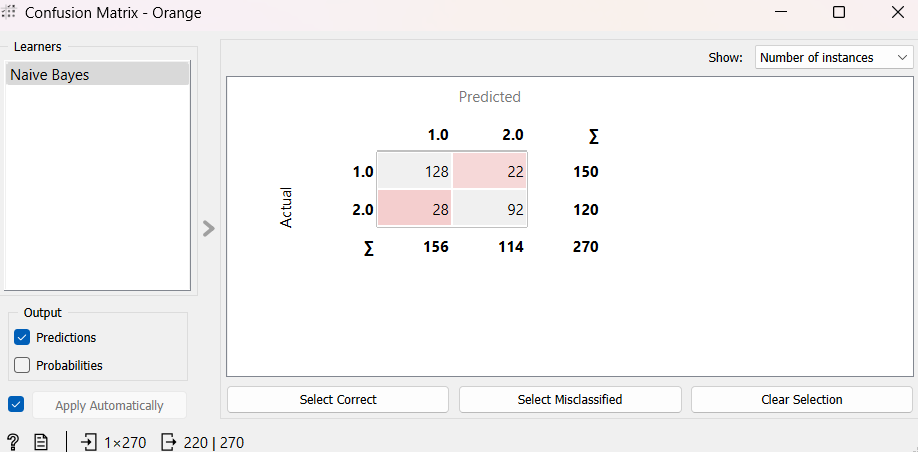 Confusion Matrix - Orange
Learners
Naive Bayes
Show: Number of instances
Predicted
1.0 2.0 ∑
Actual
1.0 128 22 150
2.0 28 92 120
∑ 156 114 270
Output
Predictions
Probabilities
Apply Automatically
Select Correct Select Misclassified Clear Selection
? 1×270 220 | 270